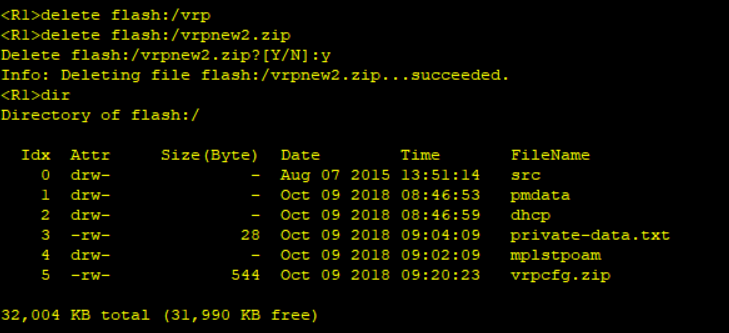 <R1>delete flash:/vrp
<R1>delete flash:/vrpnew2.zip
Delete flash:/vrpnew2.zip?[Y/N]:y
Info: Deleting file flash:/vrpnew2.zip...succeeded.
<R1>dir
Directory of flash:/
Idx Attr Size(Byte) Date Time FileName
0 drw- - Aug 07 2015 13:51:14 src
1 drw- - Oct 09 2018 08:46:53 pmdata
2 drw- - Oct 09 2018 08:46:59 dhcp
3 -rw- 28 Oct 09 2018 09:04:09 private-data.txt
4 drw- - Oct 09 2018 09:02:09 mplstpoam
5 -rw- 544 Oct 09 2018 09:20:23 vrpcfg.zip
32,004 KB total (31,990 KB free)